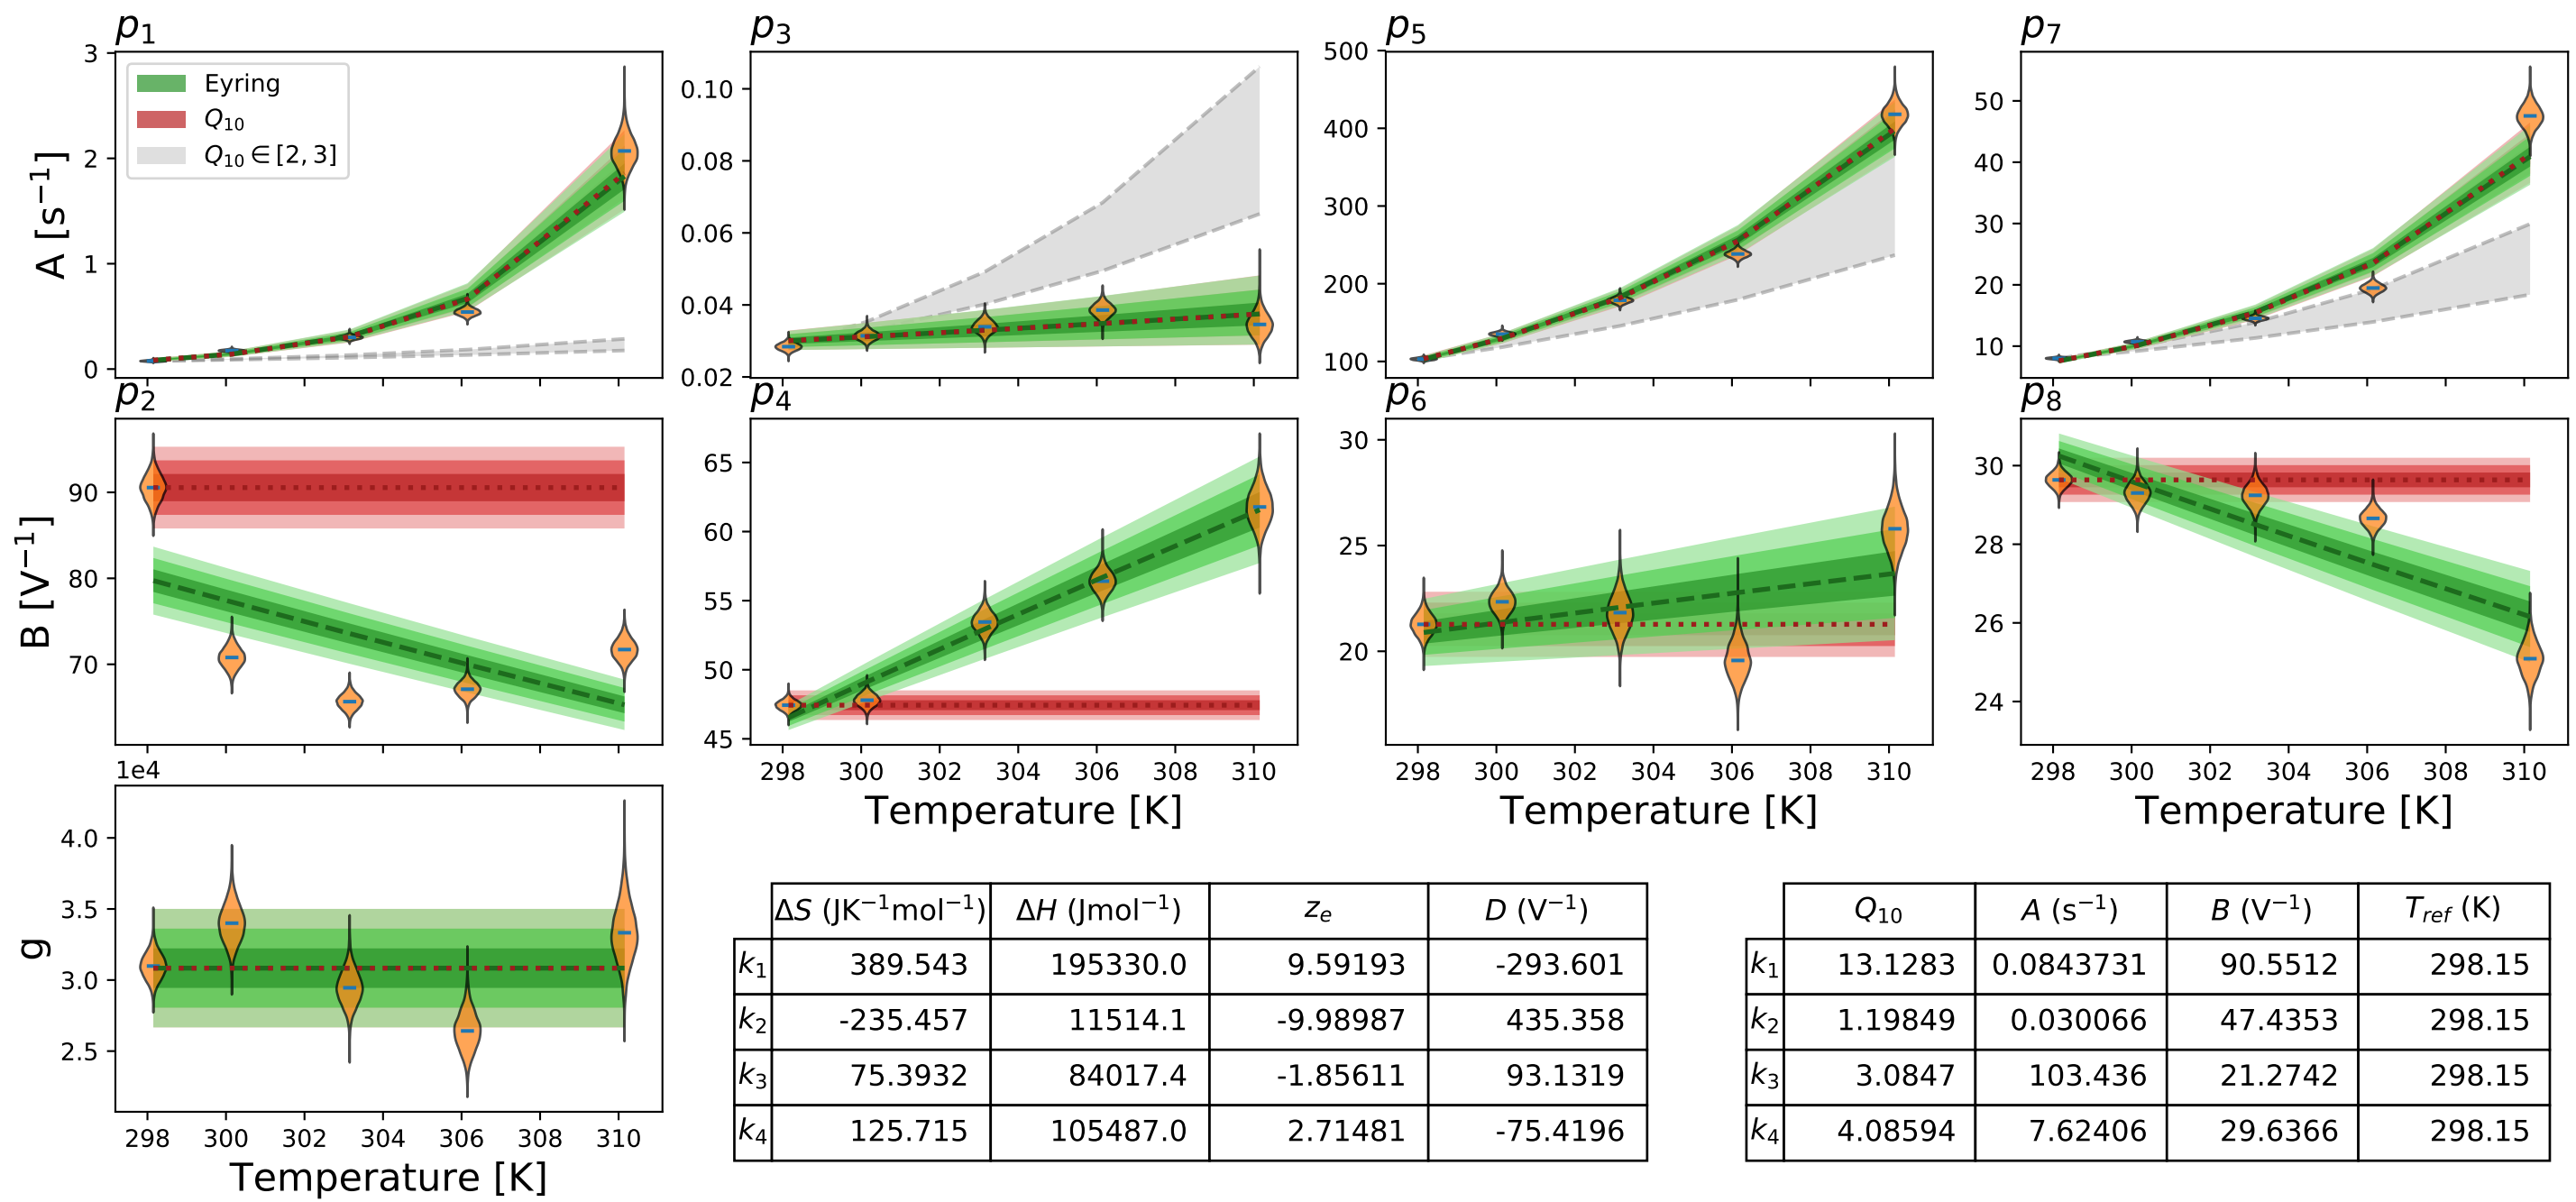 p₁ p₃ p₅ p₇
3 0.10 500 50
Eyring
Q₁₀
Q₁₀ ∈ [2, 3]
2 0.08 400 40
A [s⁻¹]
1 0.06 300 30
0.04 200 20
0 0.02 100 10
p₂ p₄ p₆ p₈
90 65 30 30
80 60 25 28
B [V⁻¹]
70 55 20 26
50 24
45
298 300 302 304 306 308 310
298 300 302 304 306 308 310
298 300 302 304 306 308 310
Temperature [K] Temperature [K] Temperature [K]
1e4
4.0
3.5
g
3.0
2.5
298 300 302 304 306 308 310
Temperature [K]
ΔS (JK⁻¹mol⁻¹) ΔH (Jmol⁻¹) zₑ D (V⁻¹)
k₁ 389.543 195330.0 9.59193 -293.601
k₂ -235.457 11514.1 -9.98987 435.358
k₃ 75.3932 84017.4 -1.85611 93.1319
k₄ 125.715 105487.0 2.71481 -75.4196
Q₁₀ A (s⁻¹) B (V⁻¹) T_ref (K)
k₁ 13.1283 0.0843731 90.5512 298.15
k₂ 1.19849 0.030066 47.4353 298.15
k₃ 3.0847 103.436 21.2742 298.15
k₄ 4.08594 7.62406 29.6366 298.15